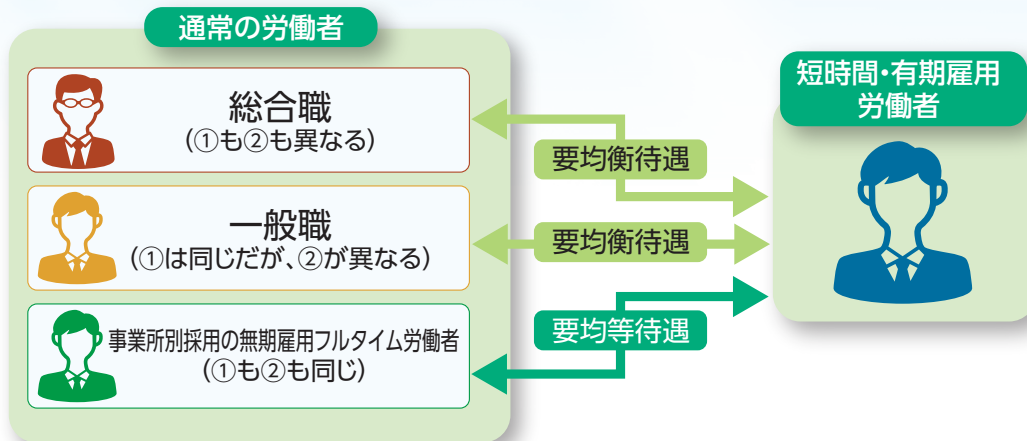 通常の労働者
総合職
(①も②も異なる)
一般職
(①は同じだが、②が異なる)
事業所別採用の無期雇用フルタイム労働者
(①も②も同じ)
要均衡待遇
要均衡待遇
要均等待遇
短時間・有期雇用
労働者